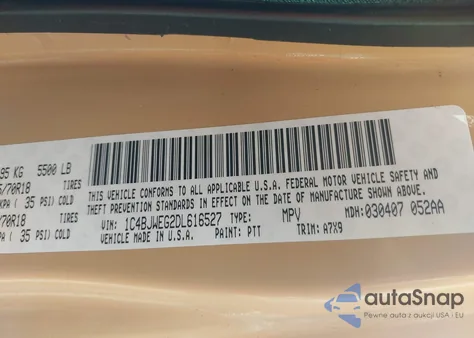 95 KG 5500 LB
/70R18 TIRES
KPA ( 35 PSI) COLD
/70R18 TIRES
PA ( 35 PSI) COLD
THIS VEHICLE CONFORMS TO ALL APPLICABLE U.S.A. FEDERAL MOTOR VEHICLE SAFETY AND
THEFT PREVENTION STANDARDS IN EFFECT ON THE DATE OF MANUFACTURE SHOWN ABOVE.
VIN: 1C4BJWEG2DL616527 TYPE: MPV MDH: 030407 052AA
VEHICLE MADE IN U.S.A. PAINT: PTT TRIM: A7X9
autoSnap
Pewne auta z aukcji USA i EU